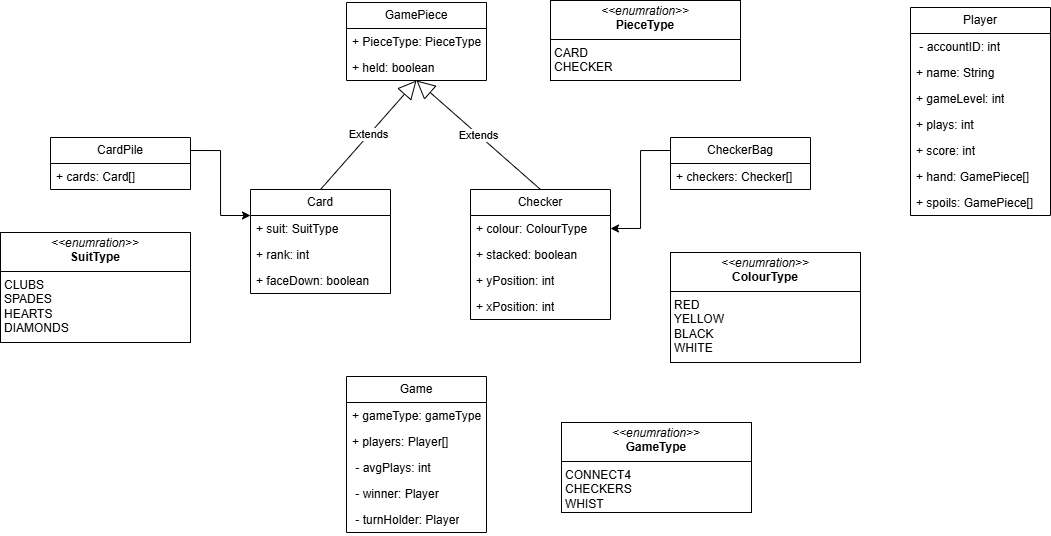 GamePiece
+ PieceType: PieceType
+ held: boolean
<<enumration>>
PieceType
CARD
CHECKER
Player
- accountID: int
+ name: String
+ gameLevel: int
+ plays: int
+ score: int
+ hand: GamePiece[]
+ spoils: GamePiece[]
Extends
Extends
CardPile
+ cards: Card[]
CheckerBag
+ checkers: Checker[]
Card
+ suit: SuitType
+ rank: int
+ faceDown: boolean
Checker
+ colour: ColourType
+ stacked: boolean
+ yPosition: int
+ xPosition: int
<<enumration>>
SuitType
CLUBS
SPADES
HEARTS
DIAMONDS
<<enumration>>
ColourType
RED
YELLOW
BLACK
WHITE
Game
+ gameType: gameType
+ players: Player[]
- avgPlays: int
- winner: Player
- turnHolder: Player
<<enumration>>
GameType
CONNECT4
CHECKERS
WHIST